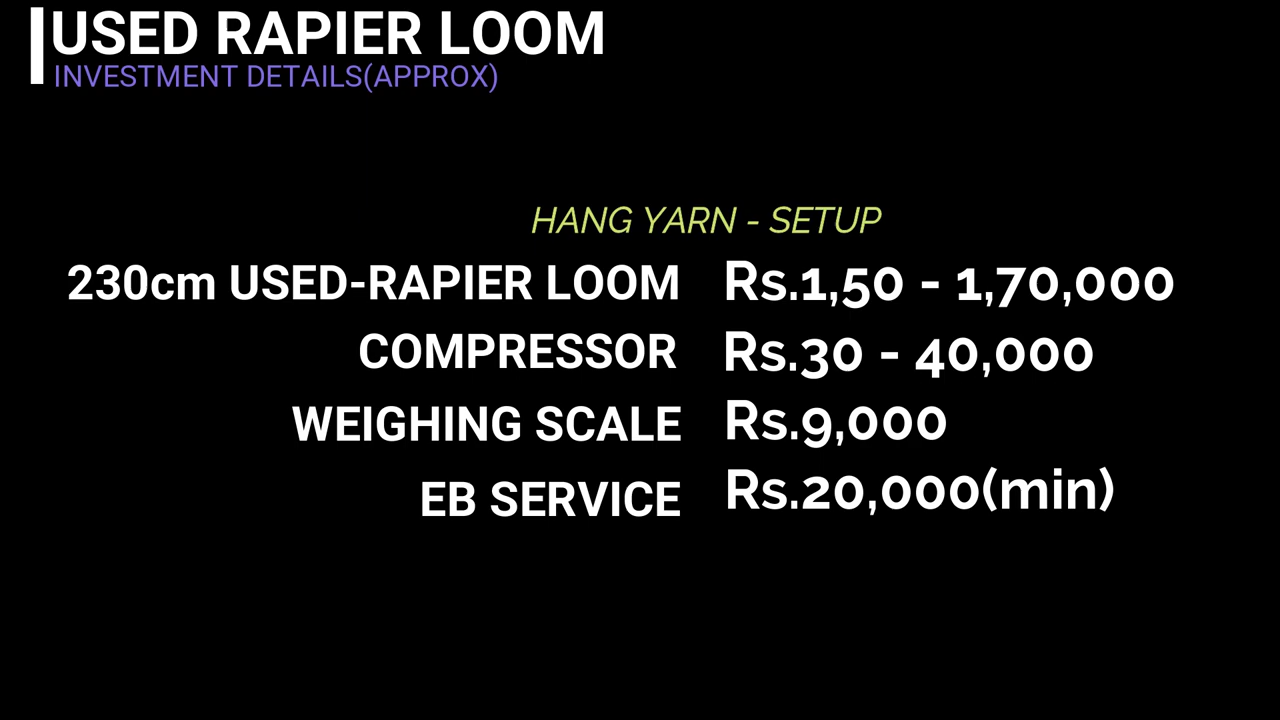 USED RAPIER LOOM
INVESTMENT DETAILS(APPROX)
HANG YARN - SETUP
230cm USED-RAPIER LOOM Rs.1,50 - 1,70,000
COMPRESSOR Rs.30 - 40,000
WEIGHING SCALE Rs.9,000
EB SERVICE Rs.20,000(min)